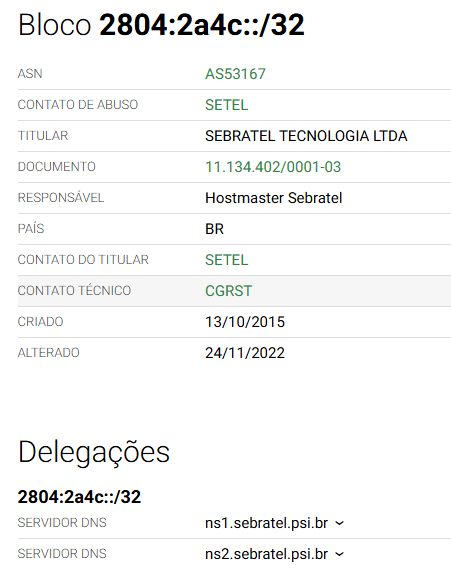 Bloco 2804:2a4c::/32
ASN AS53167
CONTATO DE ABUSO SETEL
TITULAR SEBRATEL TECNOLOGIA LTDA
DOCUMENTO 11.134.402/0001-03
RESPONSÁVEL Hostmaster Sebratel
PAÍS BR
CONTATO DO TITULAR SETEL
CONTATO TÉCNICO CGRST
CRIADO 13/10/2015
ALTERADO 24/11/2022
Delegações
2804:2a4c::/32
SERVIDOR DNS ns1.sebratel.psi.br
SERVIDOR DNS ns2.sebratel.psi.br